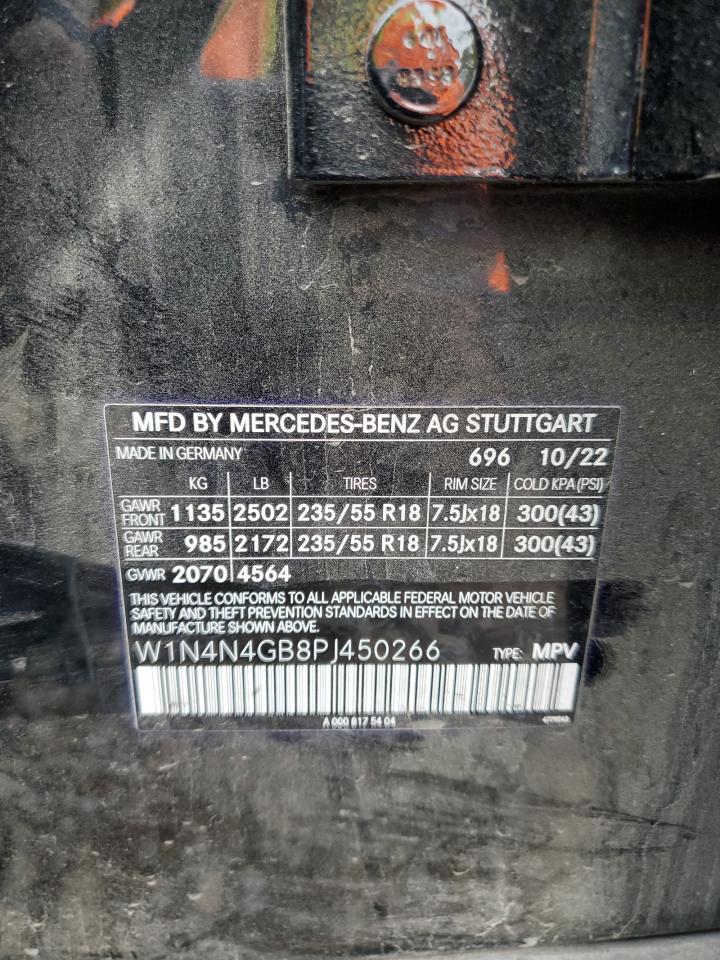 MFD BY MERCEDES-BENZ AG STUTTGART
MADE IN GERMANY 696 10/22
KG LB TIRES RIM SIZE COLD KPA(PSI)
GAWR FRONT 1135 2502 235/55 R18 7.5Jx18 300(43)
GAWR REAR 985 2172 235/55 R18 7.5Jx18 300(43)
GVWR 2070 4564
THIS VEHICLE CONFORMS TO ALL APPLICABLE FEDERAL MOTOR VEHICLE
SAFETY AND THEFT PREVENTION STANDARDS IN EFFECT ON THE DATE OF
MANUFACTURE SHOWN ABOVE.
W1N4N4GB8PJ450266 TYPE: MPV
A 000 817 54 04